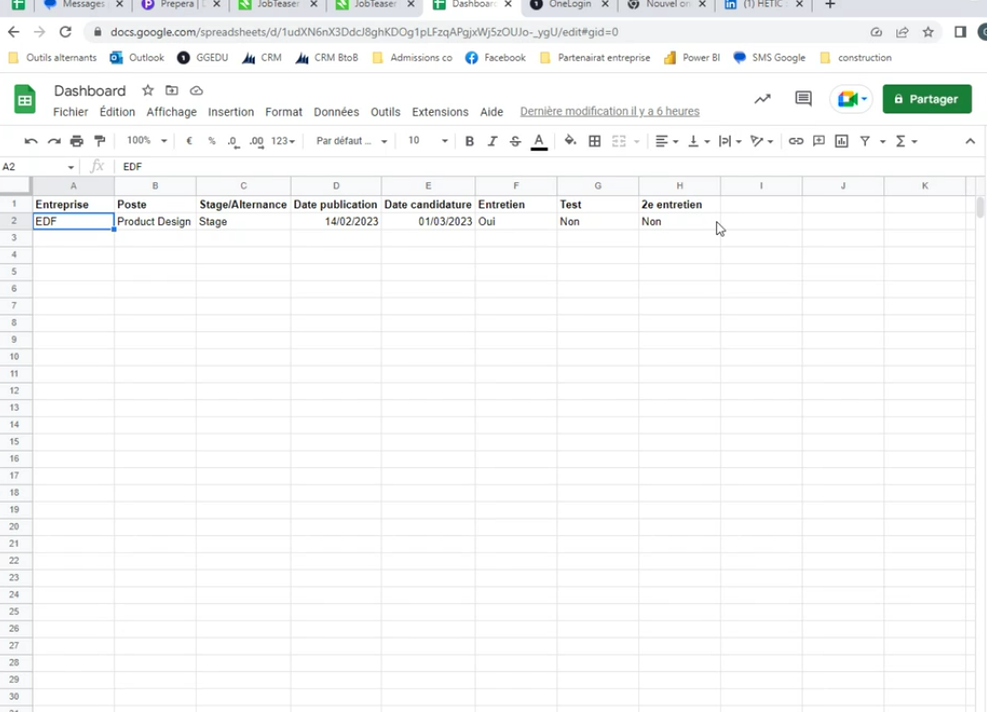 Messages
Prepera | D
JobTeaser
JobTeaser
Dashboard
OneLogin
Nouvel on
(1) HETIC
docs.google.com/spreadsheets/d/1udXN6nX3DdcJ8ghKDOg1pLFzqAPgjxWj5zOUJo-_ygU/edit#gid=0
Outils alternants Outlook GGEDU CRM CRM BtoB Admissions co Facebook Partenairat entreprise Power BI SMS Google construction
Dashboard
Fichier Édition Affichage Insertion Format Données Outils Extensions Aide Dernière modification il y a 6 heures
Partager
100% € % .0 .00 123 Par défaut ... 10 B I S A
A2 fx EDF
A B C D E F G H I J K
1 Entreprise Poste Stage/Alternance Date publication Date candidature Entretien Test 2e entretien
2 EDF Product Design Stage 14/02/2023 01/03/2023 Oui Non Non
3
4
5
6
7
8
9
10
11
12
13
14
15
16
17
18
19
20
21
22
23
24
25
26
27
28
29
30